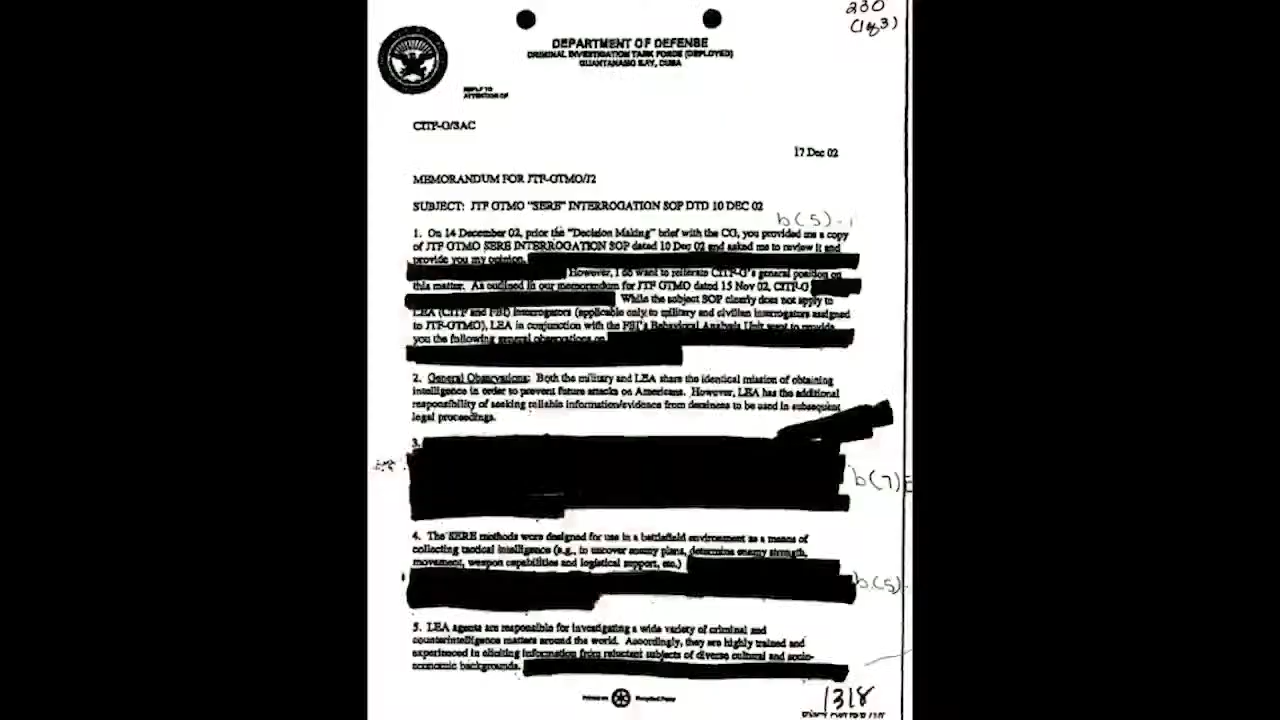 230
(1 of 3)
DEPARTMENT OF DEFENSE
CRIMINAL INVESTIGATION TASK FORCE (DEPLOYED)
GUANTANAMO BAY, CUBA
REPLY TO
ATTENTION OF
CITF-G/SAC
17 Dec 02
MEMORANDUM FOR JTF-GTMO/J2
SUBJECT: JTF GTMO "SERE" INTERROGATION SOP DTD 10 DEC 02
b(5)-1
1. On 14 December 02, prior the "Decision Making" brief with the CG, you provided me a copy
of JTF GTMO SERE INTERROGATION SOP dated 10 Dec 02 and asked me to review it and
provide you my opinion.
However, I do want to reiterate CITF-G's general position on
this matter. As outlined in our memorandum for JTF GTMO dated 15 Nov 02, CITF-G
While the subject SOP clearly does not apply to
LEA (CITF and FBI) interrogators (applicable only to military and civilian interrogators assigned
to JTF-GTMO), LEA in conjunction with the FBI's Behavioral Analysis Unit want to provide
you the following general observations on
2. General Observations: Both the military and LEA share the identical mission of obtaining
intelligence in order to prevent future attacks on Americans. However, LEA has the additional
responsibility of seeking reliable information/evidence from detainees to be used in subsequent
legal proceedings.
3.
b(7)E
4. The SERE methods were designed for use in a battlefield environment as a means of
collecting tactical intelligence (e.g., to uncover enemy plans, determine enemy strength,
movement, weapon capabilities and logistical support, etc.)
b(5)-
5. LEA agents are responsible for investigating a wide variety of criminal and
counterintelligence matters around the world. Accordingly, they are highly trained and
experienced in eliciting information from reluctant subjects of diverse cultural and socio-
economic backgrounds.
Printed on Recycled Paper
1318